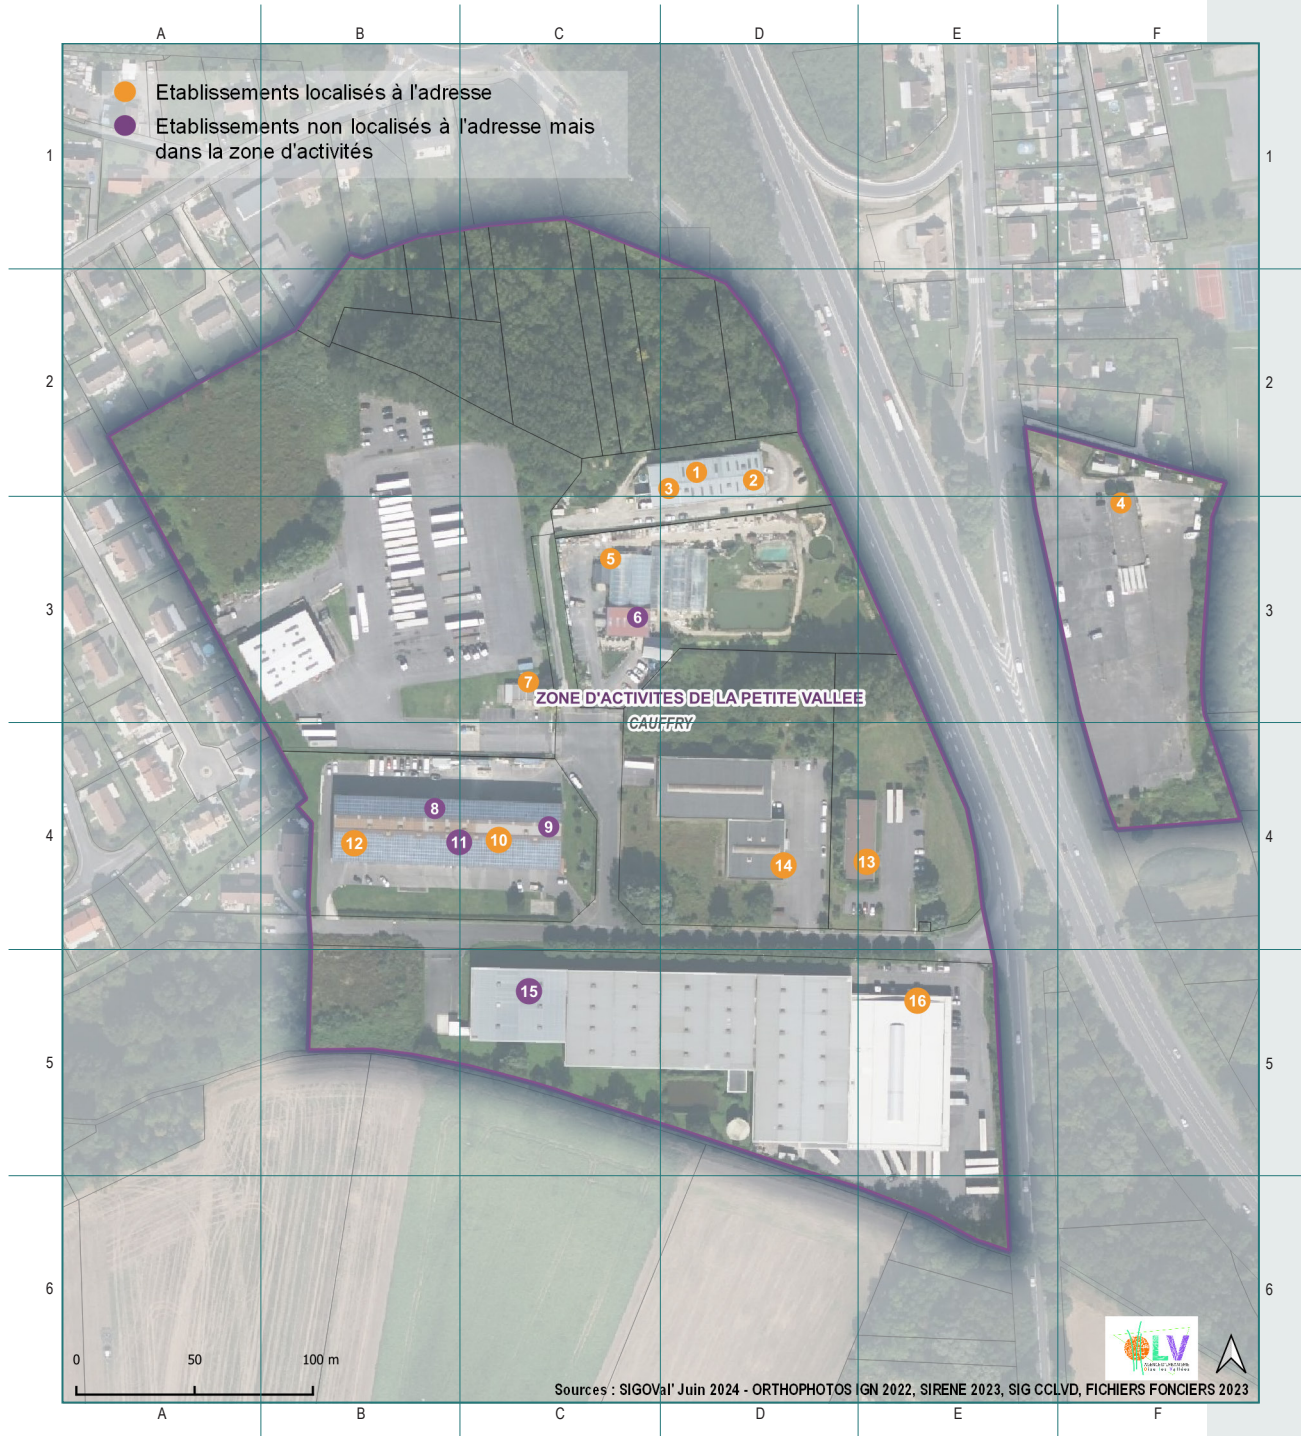 A B C D E F
Etablissements localisés à l'adresse
Etablissements non localisés à l'adresse mais
dans la zone d'activités
1 1
2 2
1
2
3
4
5
3 3
6
7
ZONE D'ACTIVITES DE LA PETITE VALLEE
CAUFFRY
8
9
4 4
12 11 10
13
14
15
16
5 5
6 6
LV
0 50 100 m
Sources : SIGOVal' Juin 2024 - ORTHOPHOTOS IGN 2022, SIRENE 2023, SIG CCLVD, FICHIERS FONCIERS 2023
A B C D E F